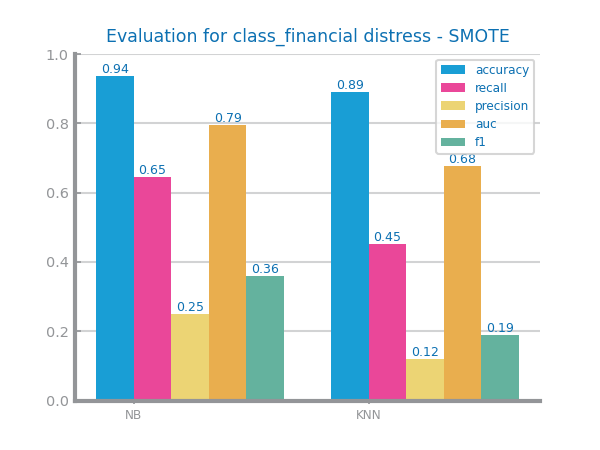 Evaluation for class_financial distress - SMOTE
1.0
0.8
0.6
0.4
0.2
0.0
0.94
0.65
0.25
0.79
0.36
0.89
0.45
0.12
0.68
0.19
accuracy
recall
precision
auc
f1
NB
KNN